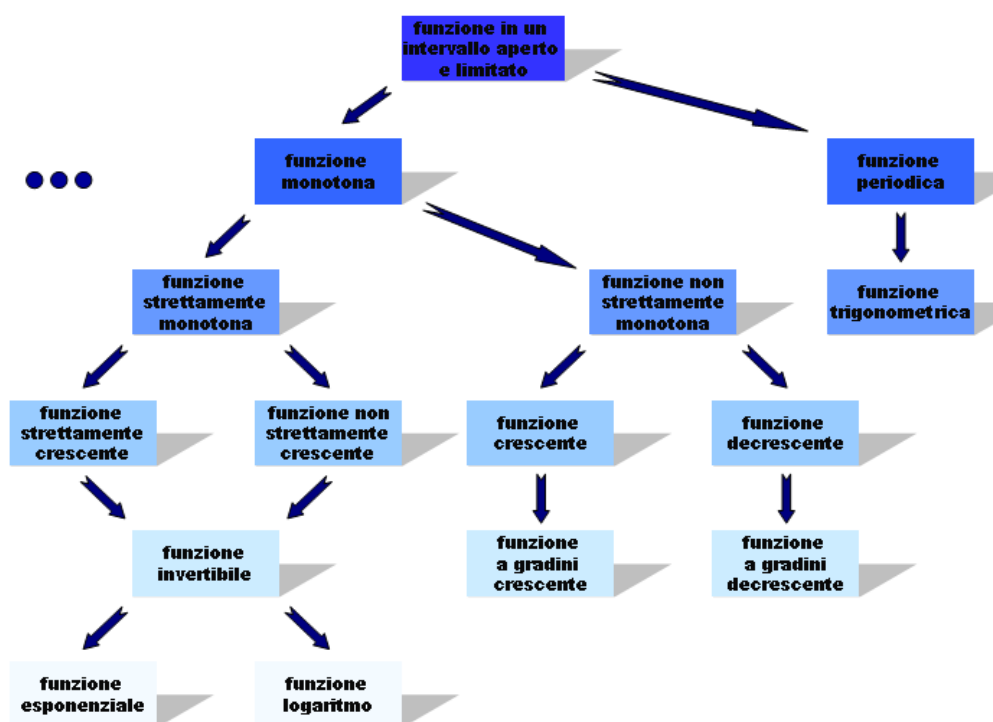 funzione in un
intervallo aperto
e limitato
funzione
monotona
funzione
periodica
funzione
strettamente
monotona
funzione non
strettamente
monotona
funzione
trigonometrica
funzione
strettamente
crescente
funzione non
strettamente
crescente
funzione
crescente
funzione
decrescente
funzione
invertibile
funzione
a gradini
crescente
funzione
a gradini
decrescente
funzione
esponenziale
funzione
logaritmo